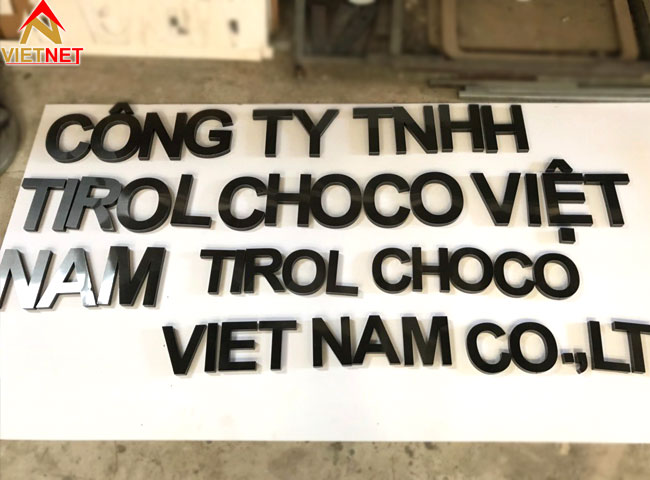 VIETNET
CÔNG TY TNHH
TIROL CHOCO VIỆT
NAM TIROL CHOCO
VIET NAM CO.,LT